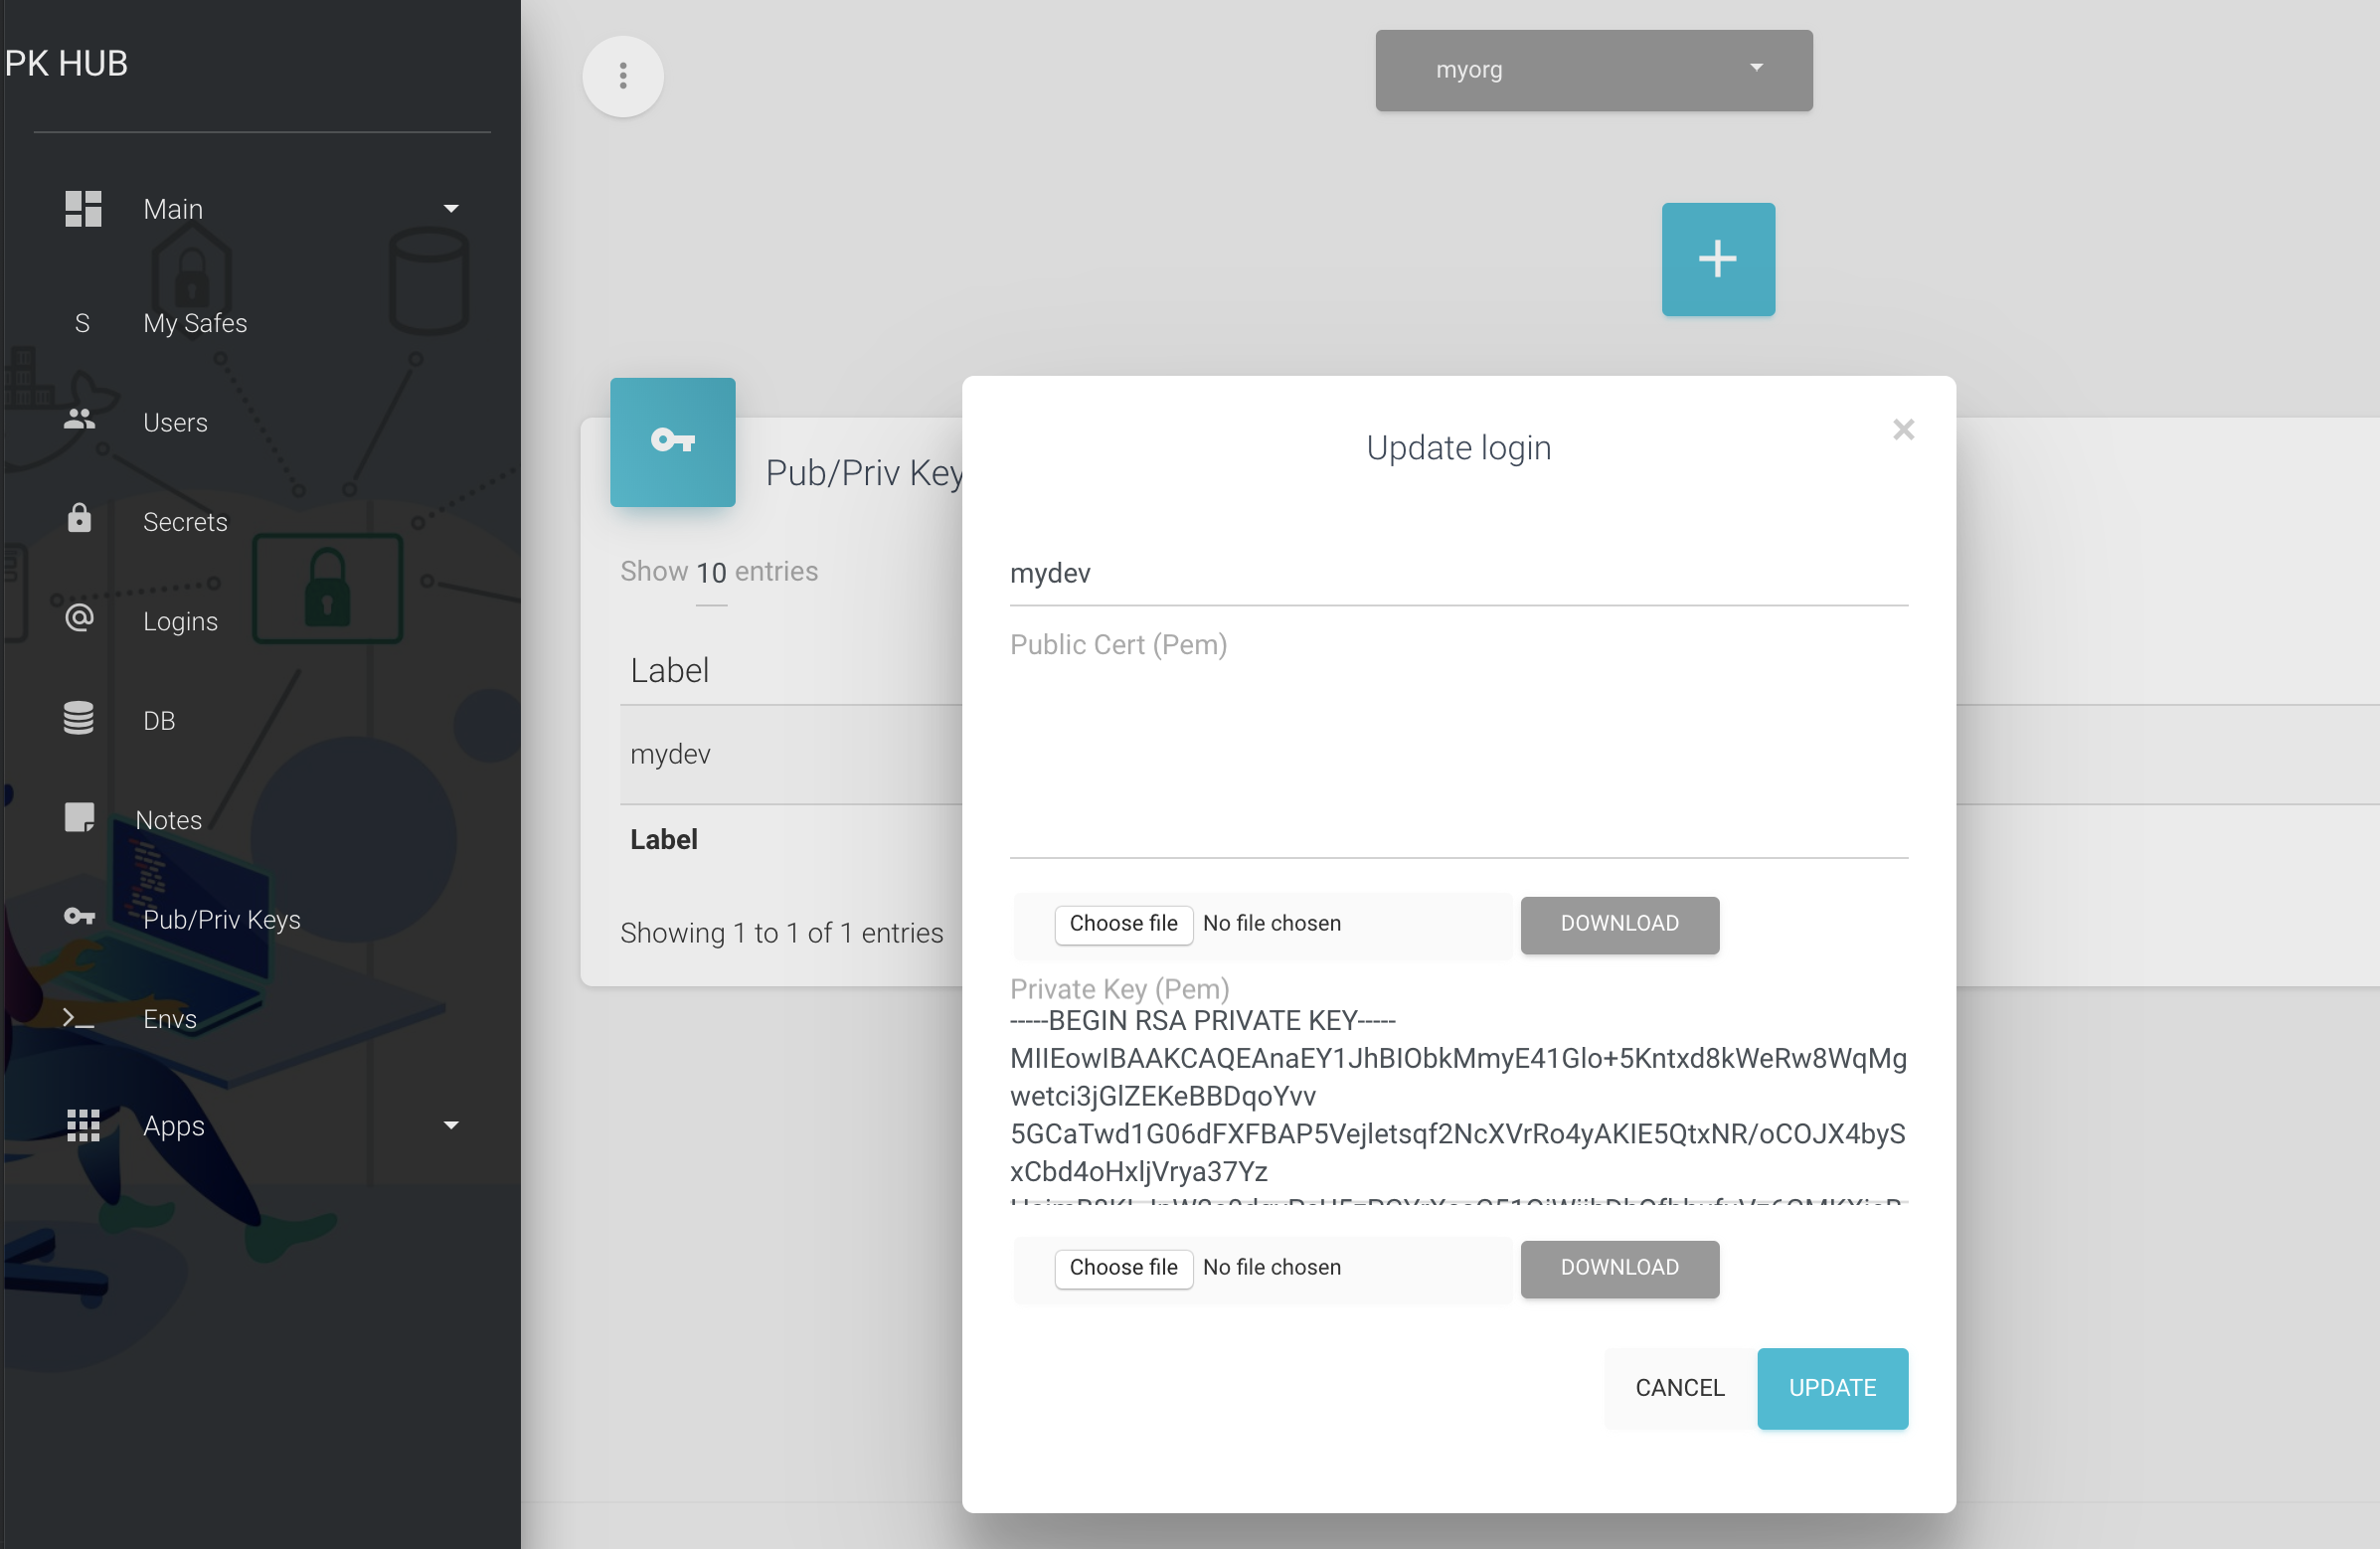 PK HUB
Main
S My Safes
Users
Secrets
Logins
DB
Notes
Pub/Priv Keys
Envs
Apps
myorg
Pub/Priv Key
Show 10 entries
Label
mydev
Label
Showing 1 to 1 of 1 entries
Update login
×
mydev
Public Cert (Pem)
Choose file No file chosen DOWNLOAD
Private Key (Pem)
-----BEGIN RSA PRIVATE KEY-----
MIIEowIBAAKCAQEAnaEY1JhBIObkMmyE41Glo+5Kntxd8kWeRw8WqMg
wetci3jGlZEKeBBDqoYvv
5GCaTwd1G06dFXFBAP5Vejletsqf2NcXVrRo4yAKIE5QtxNR/oCOJX4byS
xCbd4oHxljVrya37Yz
Choose file No file chosen DOWNLOAD
CANCEL UPDATE